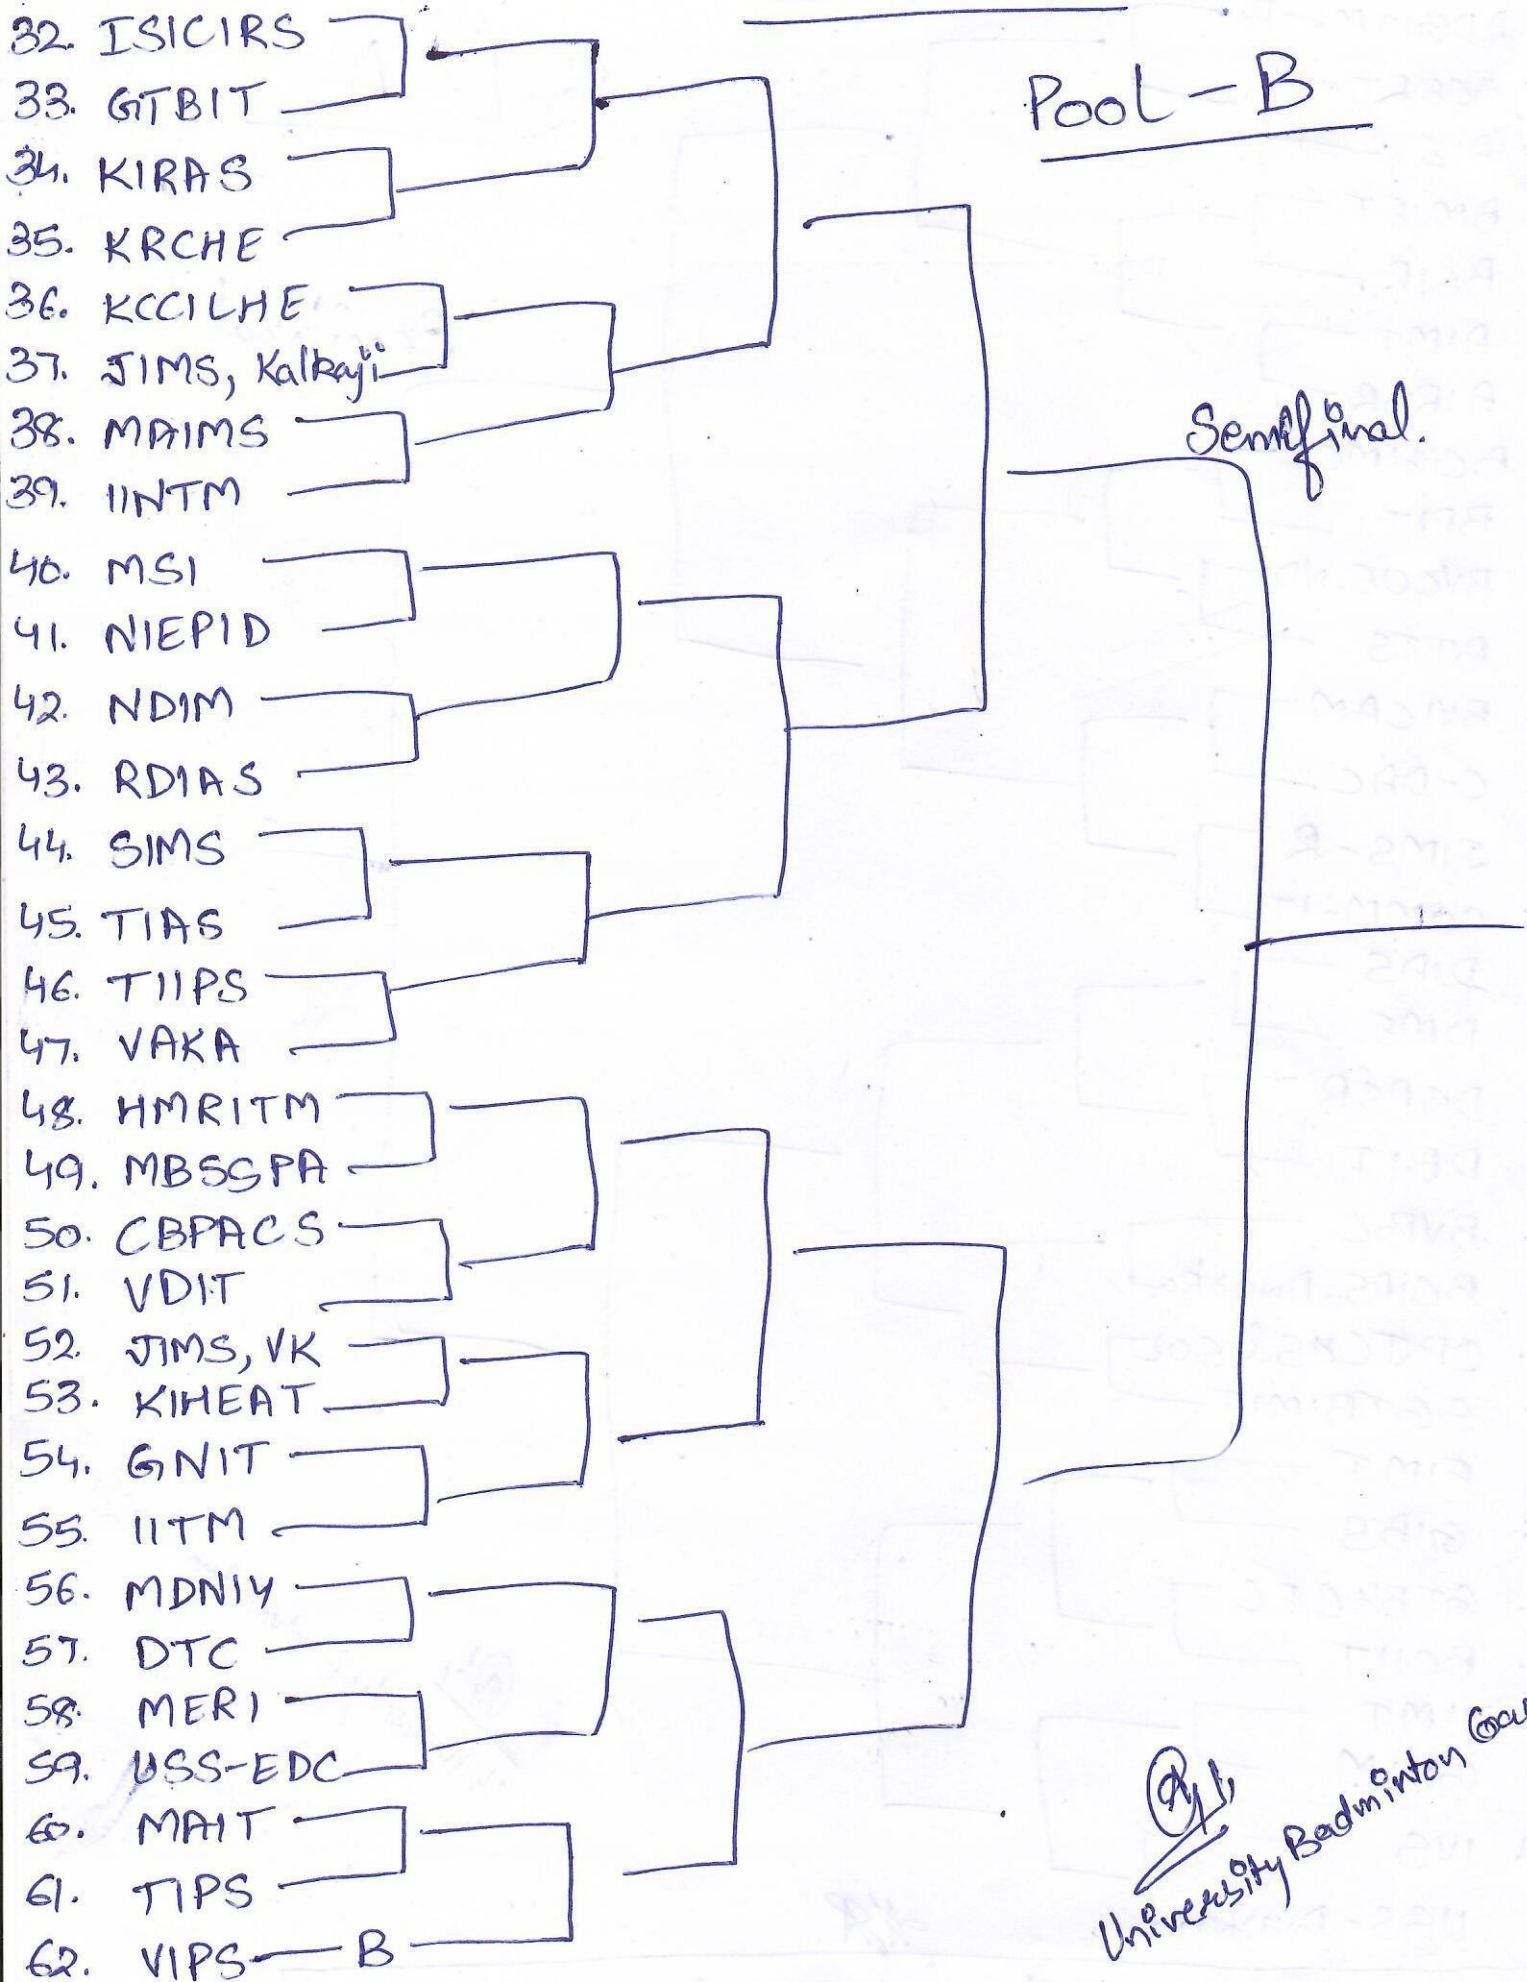 Pool-B
32. ISICIRS
33. GTBIT
34. KIRAS
35. KRCHE
36. KCCILHE
37. JIMS, Kalkaji
38. MAIMS
39. IINTM
40. MSI
41. NIEPID
42. NDIM
43. RDIAS
44. SIMS
45. TIAS
46. TIIPS
47. VAKA
48. HMRITM
49. MBSSPA
50. CBPACS
51. VDIT
52. JIMS, VK
53. KIHEAT
54. GNIT
55. IITM
56. MDNIY
57. DTC
58. MERI
59. USS-EDC
60. MAIT
61. TIPS
62. VIPS - B
Semifinal.
University Badminton